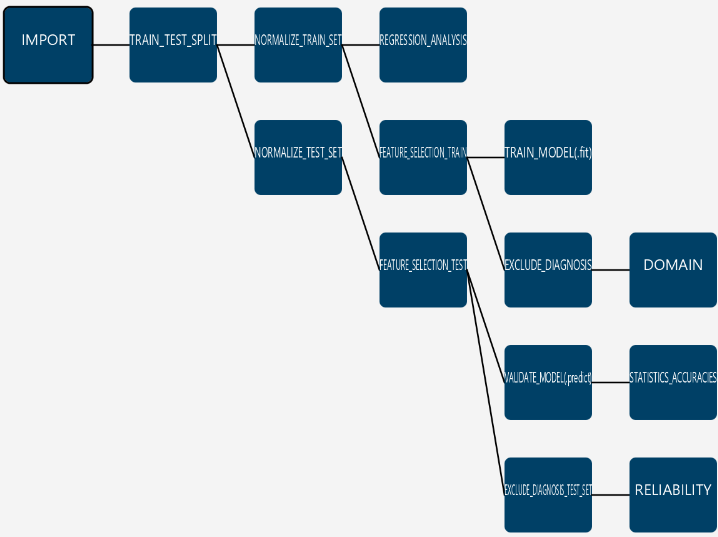 IMPORT
TRAIN_TEST_SPLIT
NORMALIZE_TRAIN_SET
REGRESSION_ANALYSIS
NORMALIZE_TEST_SET
FEATURE_SELECTION_TRAIN
TRAIN_MODEL(.fit)
FEATURE_SELECTION_TEST
EXCLUDE_DIAGNOSIS
DOMAIN
VALIDATE_MODEL(.predict)
STATISTICS_ACCURACIES
EXCLUDE_DIAGNOSIS_TEST_SET
RELIABILITY